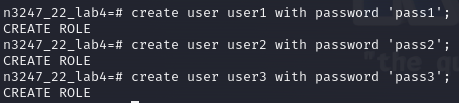 n3247_22_lab4=# create user user1 with password 'pass1';
CREATE ROLE
n3247_22_lab4=# create user user2 with password 'pass2';
CREATE ROLE
n3247_22_lab4=# create user user3 with password 'pass3';
CREATE ROLE